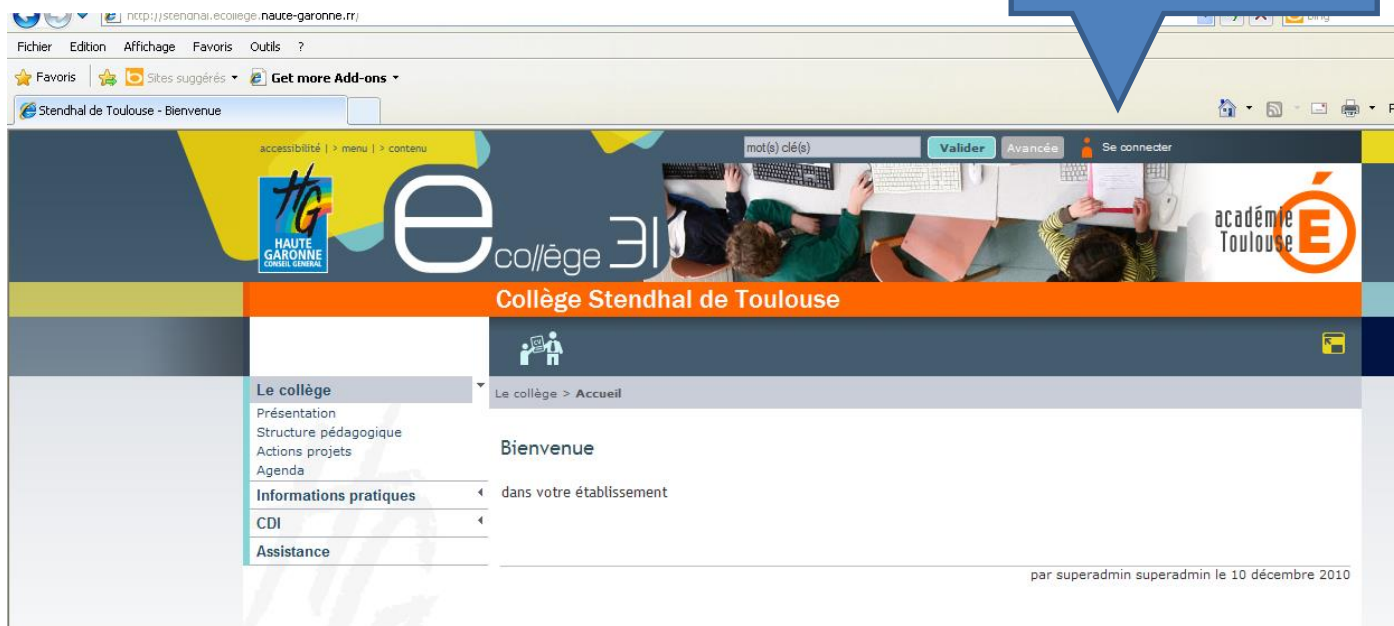 http://stendhal.ecollege.haute-garonne.fr/
bing
Fichier Edition Affichage Favoris Outils ?
Favoris Sites suggérés Get more Add-ons
Stendhal de Toulouse - Bienvenue
accessibilité | > menu | > contenu
mot(s) clé(s) Valider Avancée Se connecter
HG
HAUTE
GARONNE
CONSEIL GENERAL
e
collège 31
académie
Toulouse
É
Collège Stendhal de Toulouse
CV
Le collège
Le collège > Accueil
Présentation
Structure pédagogique
Actions projets
Agenda
Bienvenue
Informations pratiques
dans votre établissement
CDI
Assistance
par superadmin superadmin le 10 décembre 2010